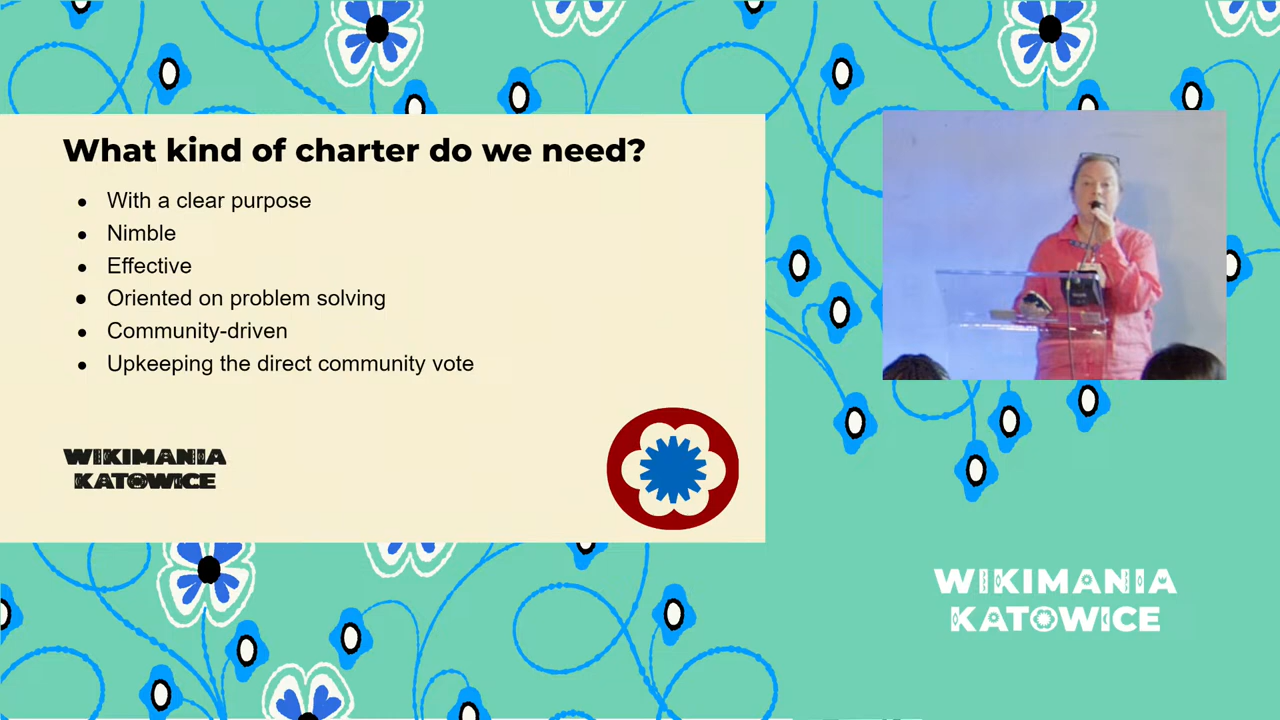 What kind of charter do we need?
● With a clear purpose
● Nimble
● Effective
● Oriented on problem solving
● Community-driven
● Upkeeping the direct community vote
WIKIMANIA
KATOWICE
WIKIMANIA
KATOWICE